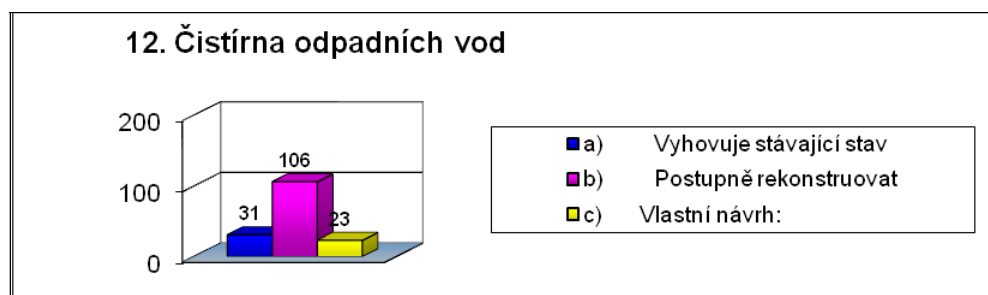 12. Čistírna odpadních vod
200
100
0
31
106
23
a) Vyhovuje stávající stav
b) Postupně rekonstruovat
c) Vlastní návrh: